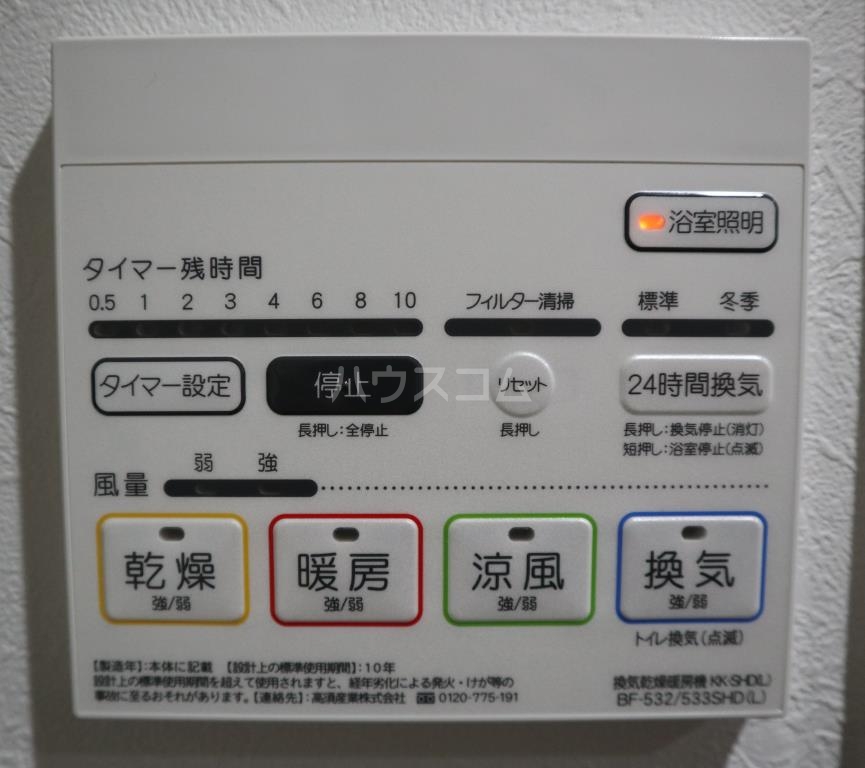 浴室照明
タイマー残時間
0.5 1 2 3 4 6 8 10
フィルター清掃
標準 冬季
タイマー設定
停止
リセット
24時間換気
ハウスコム
長押し:全停止
長押し
長押し:換気停止(消灯)
短押し:浴室停止(点滅)
弱 強
風量
乾燥
強/弱
暖房
強/弱
涼風
強/弱
換気
強/弱
トイレ換気(点滅)
【製造年】:本体に記載 【設計上の標準使用期間】:10年
設計上の標準使用期間を超えて使用されますと、経年劣化による発火・けが等の
事故に至るおそれがあります。【連絡先】:高須産業株式会社 0120-775-191
換気乾燥暖房機 KK-SHD(L)
BF-532/533SHD(L)